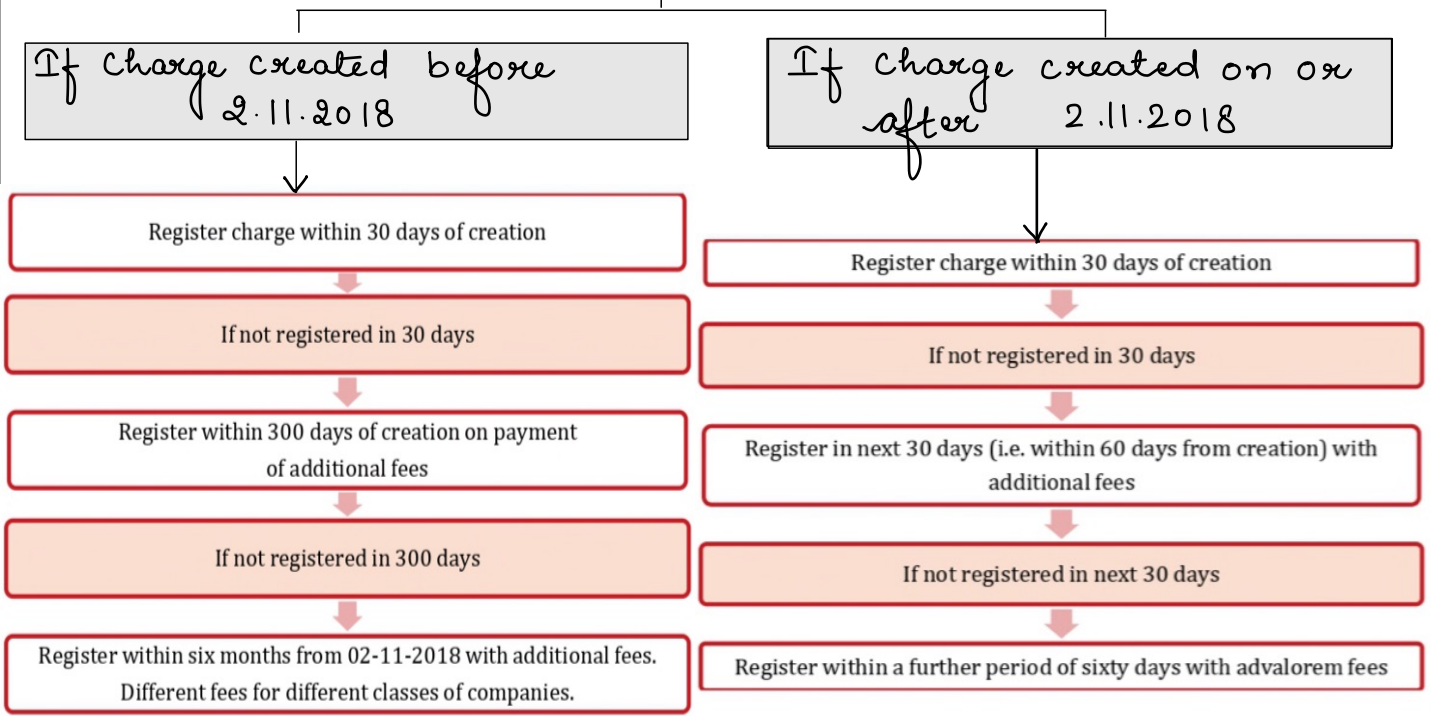 If charge created before
2.11.2018
Register charge within 30 days of creation
If not registered in 30 days
Register within 300 days of creation on payment
of additional fees
If not registered in 300 days
Register within six months from 02-11-2018 with additional fees.
Different fees for different classes of companies.
If charge created on or
after 2.11.2018
Register charge within 30 days of creation
If not registered in 30 days
Register in next 30 days (i.e. within 60 days from creation) with
additional fees
If not registered in next 30 days
Register within a further period of sixty days with advalorem fees